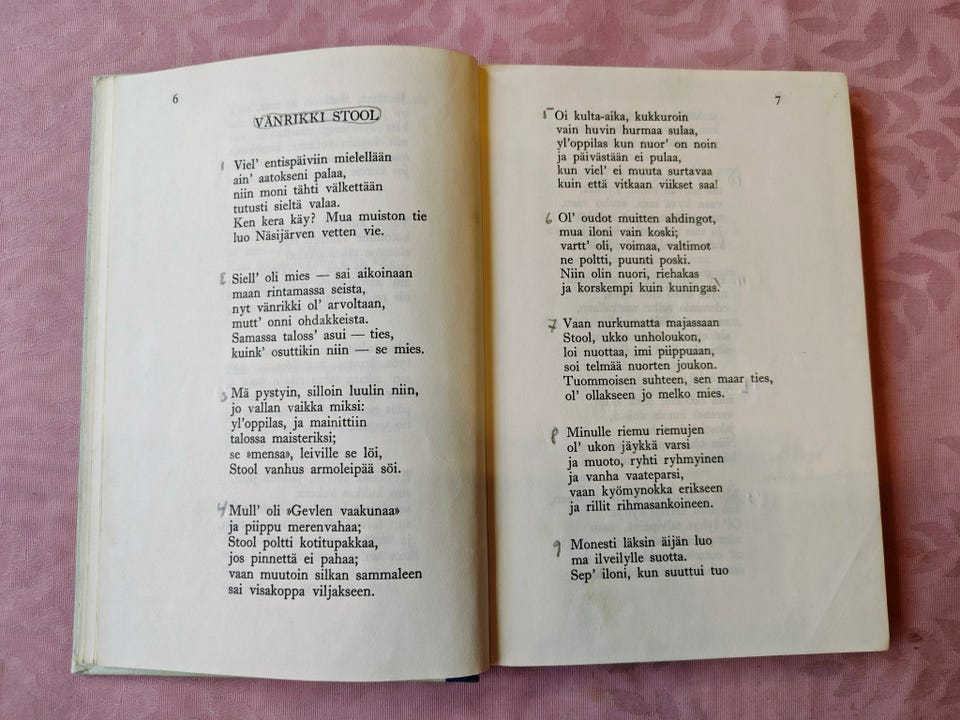 6
VÄNRIKKI STOOL
1 Viel' entispäiviin mielellään
ain' aatokseni palaa,
niin moni tähti välkettään
tutusti sieltä valaa.
Ken kera käy? Mua muiston tie
luo Näsijärven vetten vie.
2 Siell' oli mies — sai aikoinaan
maan rintamassa seista,
nyt vänrikki ol' arvoltaan,
mutt' onni ohdakkeista.
Samassa taloss' asui — ties,
kuink' osuttikin niin — se mies.
3 Mä pystyin, silloin luulin niin,
jo vallan vaikka miksi:
yl'oppilas, ja mainittiin
talossa maisteriksi;
se »mensa», leiville se löi,
Stool vanhus armoleipää söi.
4 Mull' oli »Gevlen vaakunaa»
ja piippu merenvahaa;
Stool poltti kotitupakkaa,
jos pinnettä ei pahaa;
vaan muutoin silkan sammaleen
sai visakoppa viljakseen.
7
5 Oi kulta-aika, kukkuroin
vain huvin hurmaa sulaa,
yl'oppilas kun nuor' on noin
ja päivästään ei pulaa,
kun viel' ei muuta surtavaa
kuin että vitkaan viikset saa!
6 Ol' oudot muitten ahdingot,
mua iloni vain koski;
vartt' oli, voimaa, valtimot
ne poltti, puunti poski.
Niin olin nuori, riehakas
ja korskempi kuin kuningas.
7 Vaan nurkumatta majassaan
Stool, ukko unholoukon,
loi nuottaa, imi piippuaan,
soi telmää nuorten joukon.
Tuommoisen suhteen, sen maar ties,
ol' ollakseen jo melko mies.
8 Minulle riemu riemujen
ol' ukon jäykkä varsi
ja muoto, ryhti ryhmyinen
ja vanha vaateparsi,
vaan kyömynokka erikseen
ja rillit rihmasankoineen.
9 Monesti läksin äijän luo
ma ilveilylle suotta.
Sep' iloni, kun suuttui tuo